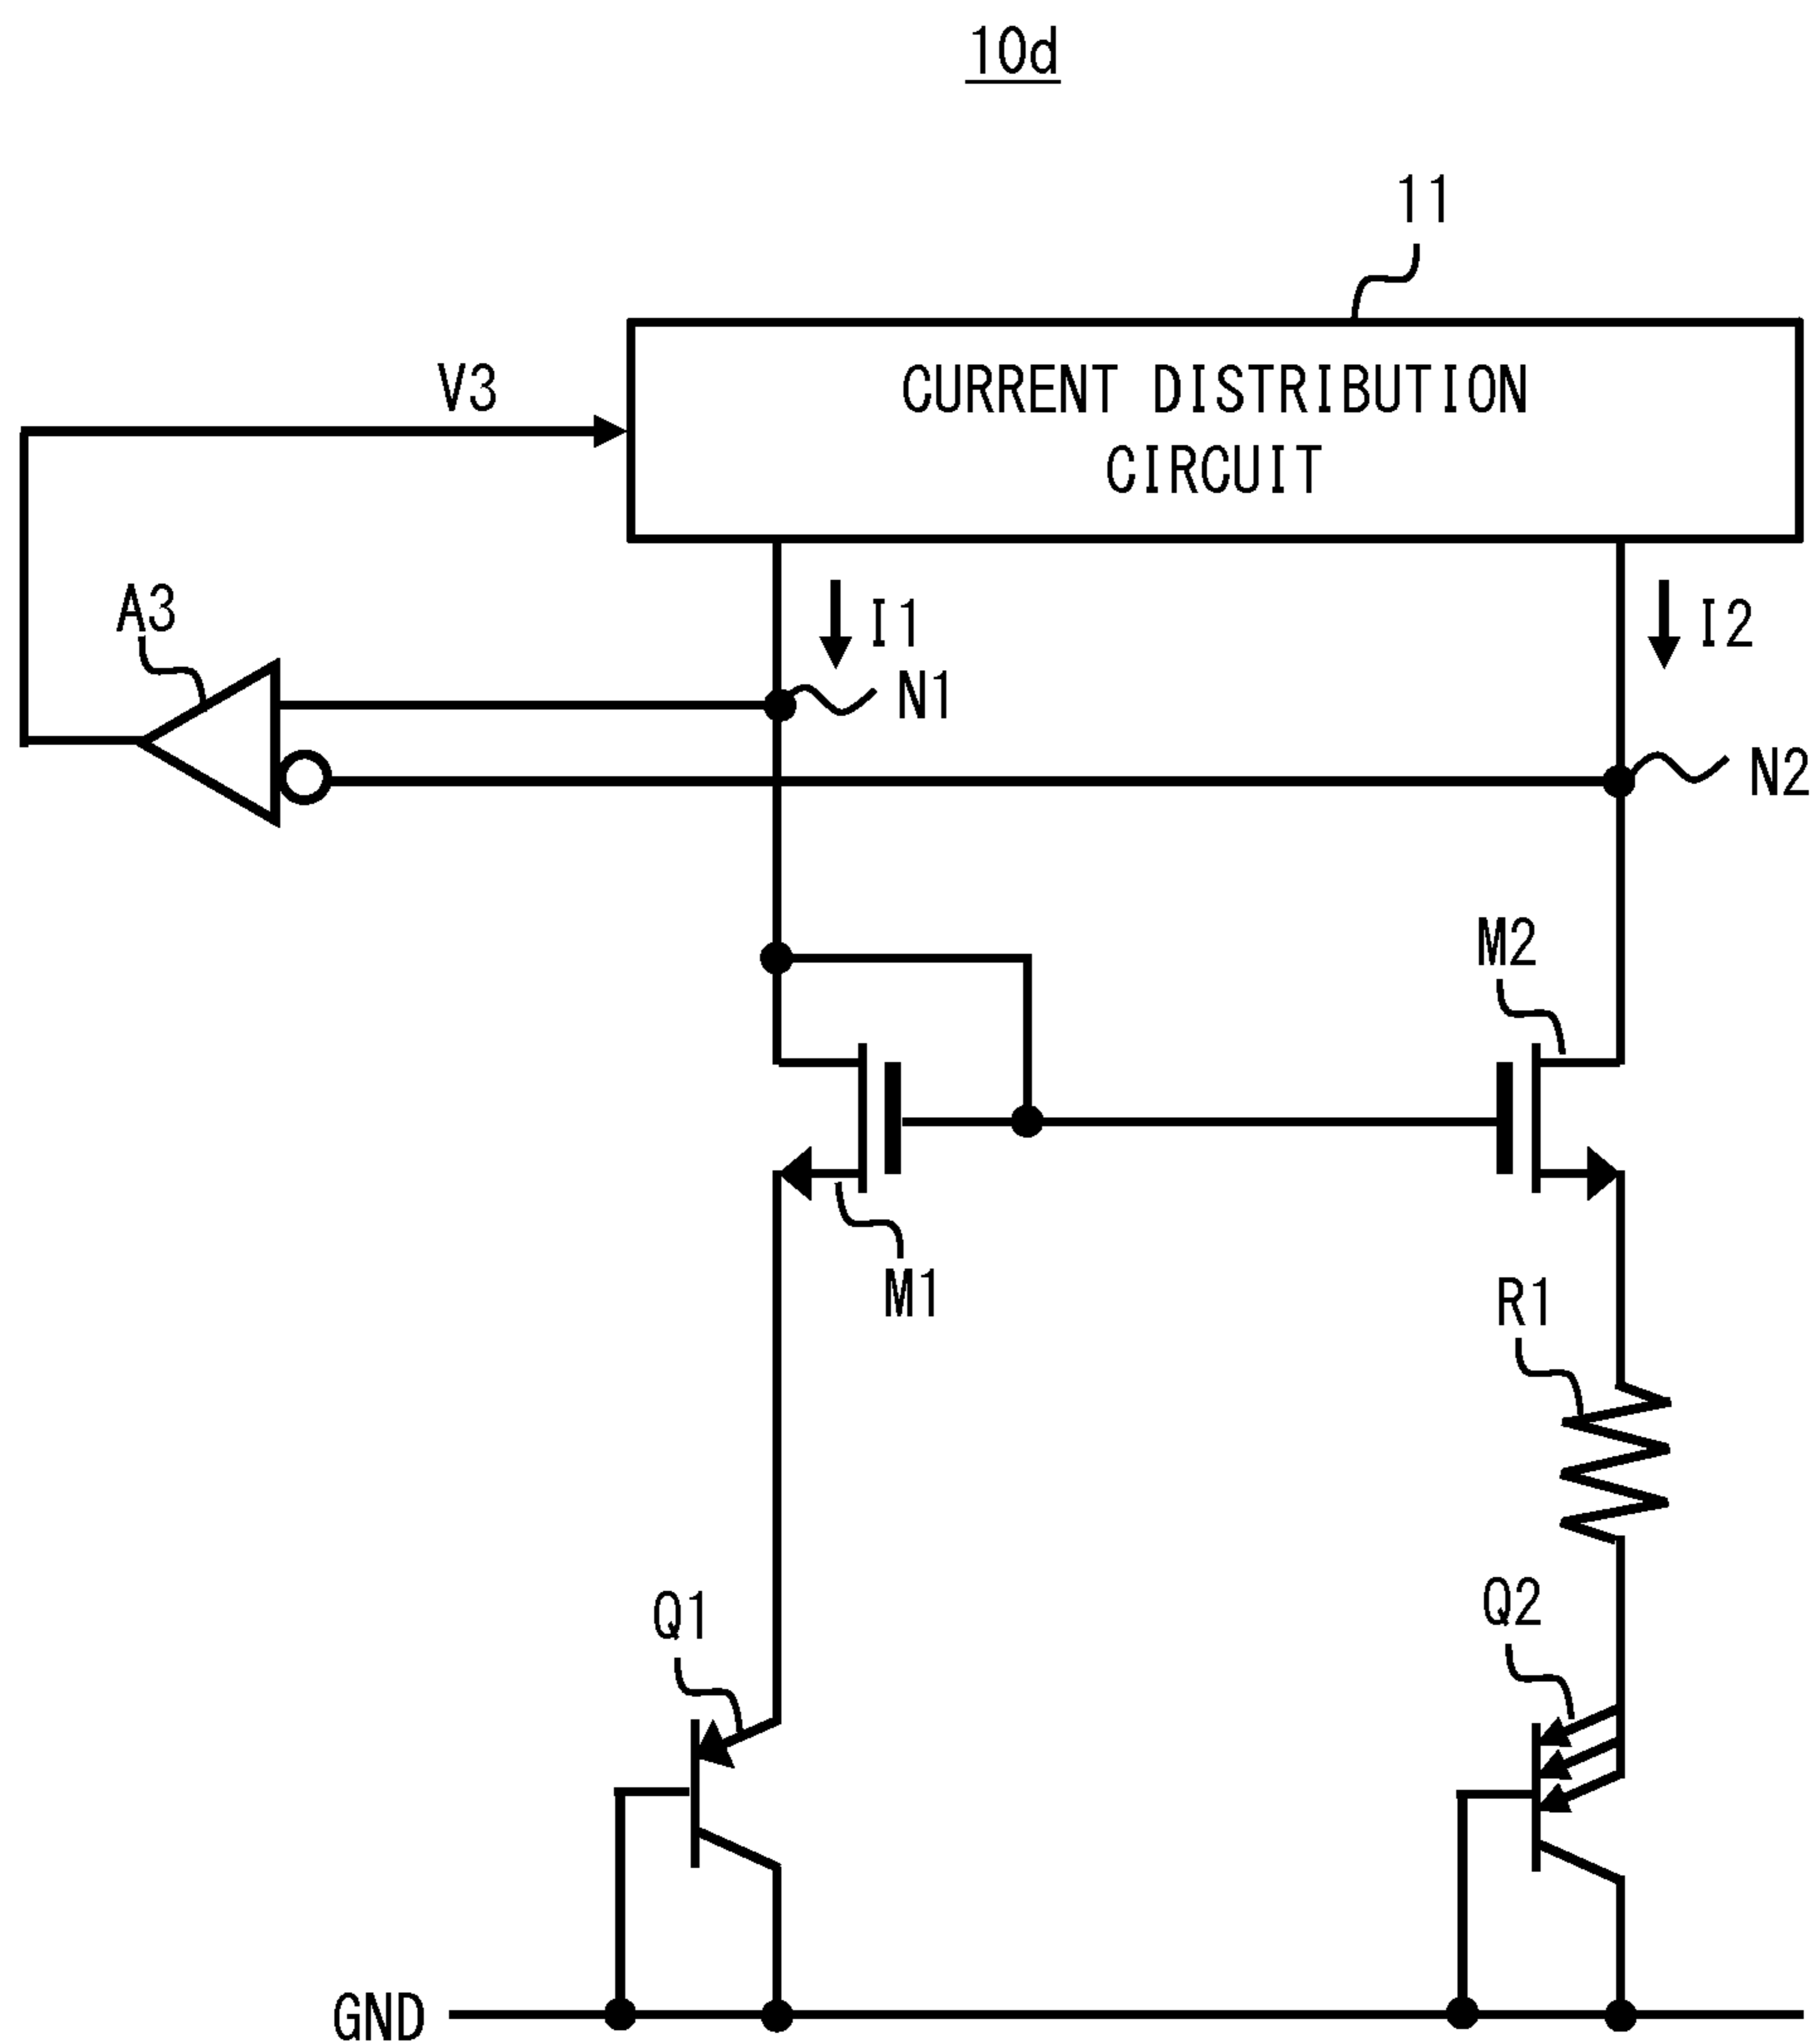 10d
11
V3
CURRENT DISTRIBUTION
CIRCUIT
A3
I1
I2
N1
N2
M2
M1
R1
Q1
Q2
GND